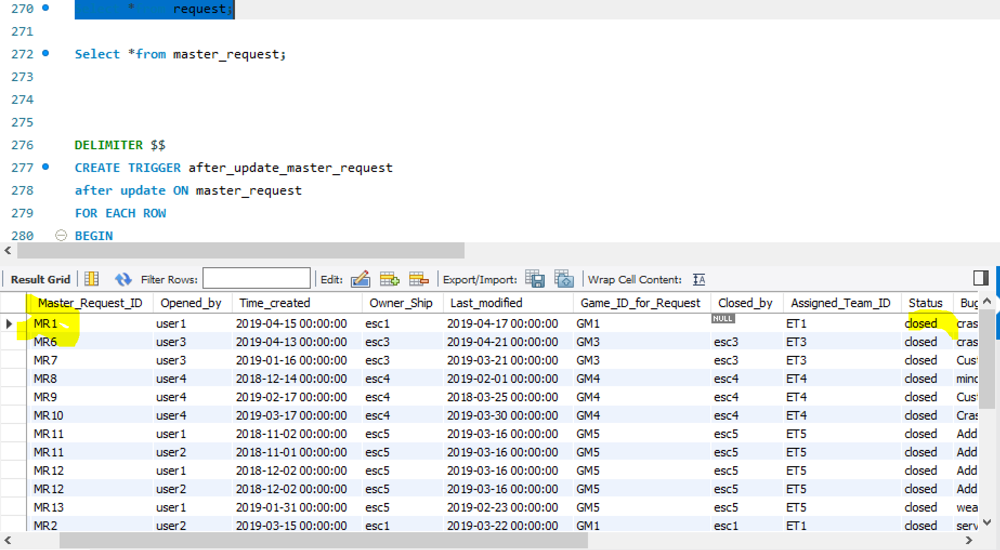 270 Select *from request;
271
272 Select *from master_request;
273
274
275
276 DELIMITER $$
277 CREATE TRIGGER after_update_master_request
278 after update ON master_request
279 FOR EACH ROW
280 BEGIN
Result Grid Filter Rows: Edit: Export/Import: Wrap Cell Content:
Master_Request_ID Opened_by Time_created Owner_Ship Last_modified Game_ID_for_Request Closed_by Assigned_Team_ID Status Bug
MR1 user1 2019-04-15 00:00:00 esc1 2019-04-17 00:00:00 GM1 NULL ET1 closed cras
MR6 user3 2019-04-13 00:00:00 esc3 2019-04-21 00:00:00 GM3 esc3 ET3 closed cras
MR7 user3 2019-01-16 00:00:00 esc3 2019-03-21 00:00:00 GM3 esc3 ET3 closed Cus
MR8 user4 2018-12-14 00:00:00 esc4 2019-02-01 00:00:00 GM4 esc4 ET4 closed minc
MR9 user4 2019-02-17 00:00:00 esc4 2018-03-25 00:00:00 GM4 esc4 ET4 closed Cus
MR10 user4 2019-03-17 00:00:00 esc4 2019-03-30 00:00:00 GM4 esc4 ET4 closed Cras
MR11 user1 2018-11-02 00:00:00 esc5 2019-03-16 00:00:00 GM5 esc5 ET5 closed Add
MR11 user2 2018-11-01 00:00:00 esc5 2019-03-16 00:00:00 GM5 esc5 ET5 closed Add
MR12 user1 2018-12-02 00:00:00 esc5 2019-03-16 00:00:00 GM5 esc5 ET5 closed Add
MR12 user2 2018-12-02 00:00:00 esc5 2019-03-16 00:00:00 GM5 esc5 ET5 closed Add
MR13 user1 2019-01-31 00:00:00 esc5 2019-02-23 00:00:00 GM5 esc5 ET5 closed wea
MR2 user2 2019-03-15 00:00:00 esc1 2019-03-22 00:00:00 GM1 esc1 ET1 closed serv